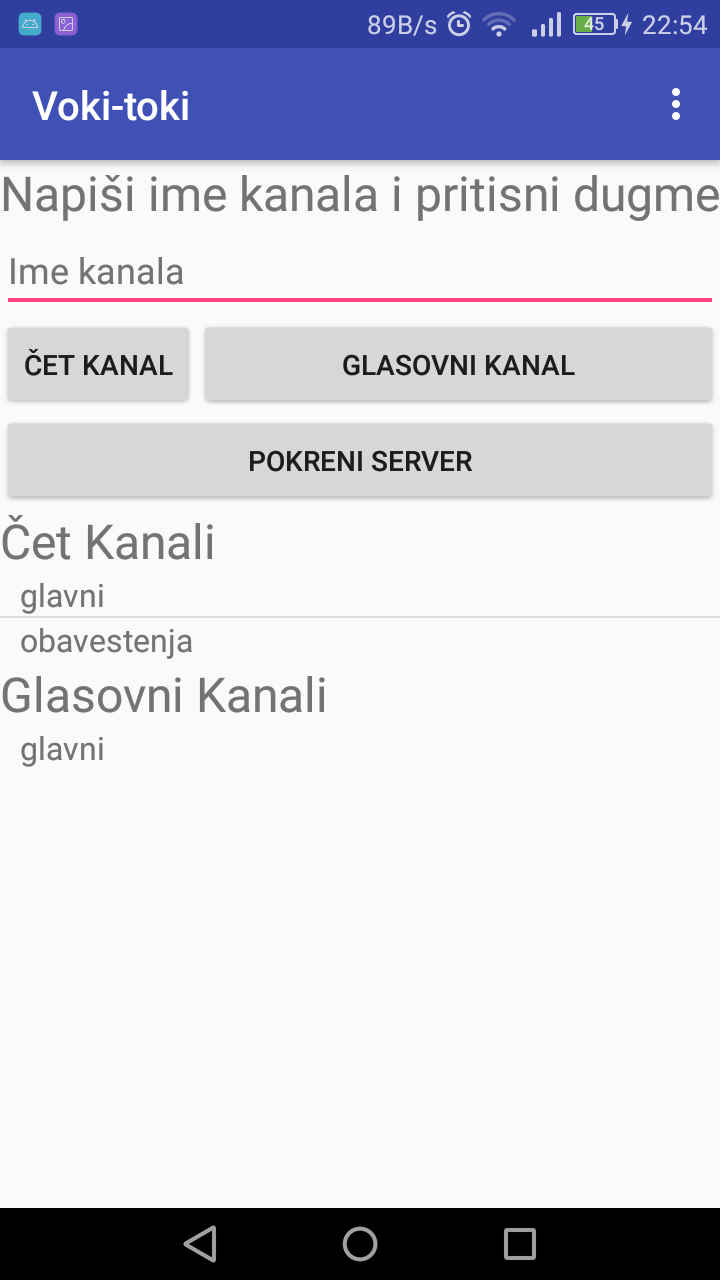 89B/s 45 22:54
Voki-toki
Napiši ime kanala i pritisni dugme
Ime kanala
ČET KANAL GLASOVNI KANAL
POKRENI SERVER
Čet Kanali
glavni
obavestenja
Glasovni Kanali
glavni